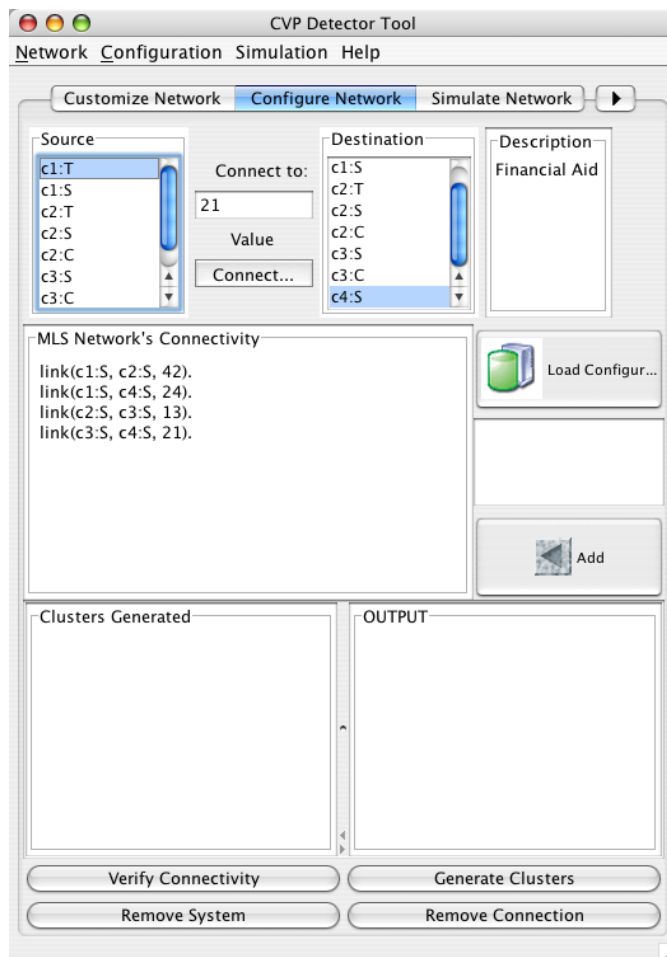 CVP Detector Tool
Network Configuration Simulation Help
Customize Network Configure Network Simulate Network
Source
c1:T
c1:S
c2:T
c2:S
c2:C
c3:S
c3:C
Connect to:
21
Value
Connect...
Destination
c1:S
c2:T
c2:S
c2:C
c3:S
c3:C
c4:S
Description
Financial Aid
MLS Network's Connectivity
link(c1:S, c2:S, 42).
link(c1:S, c4:S, 24).
link(c2:S, c3:S, 13).
link(c3:S, c4:S, 21).
Load Configur...
Add
Clusters Generated
OUTPUT
Verify Connectivity
Generate Clusters
Remove System
Remove Connection